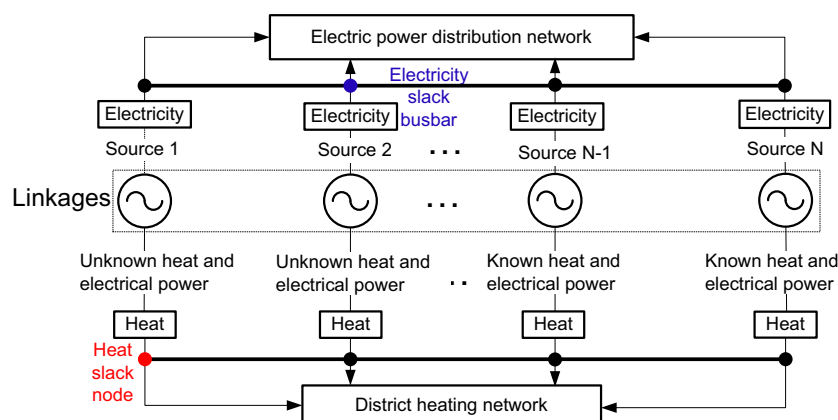 Electric power distribution network
Electricity
slack
busbar
Electricity
Electricity
Electricity
Electricity
Source 1
Source 2
. . .
Source N-1
Source N
Linkages
. . .
Unknown heat and
electrical power
Unknown heat and
electrical power
. .
Known heat and
electrical power
Known heat and
electrical power
Heat
Heat
Heat
Heat
Heat
slack
node
District heating network